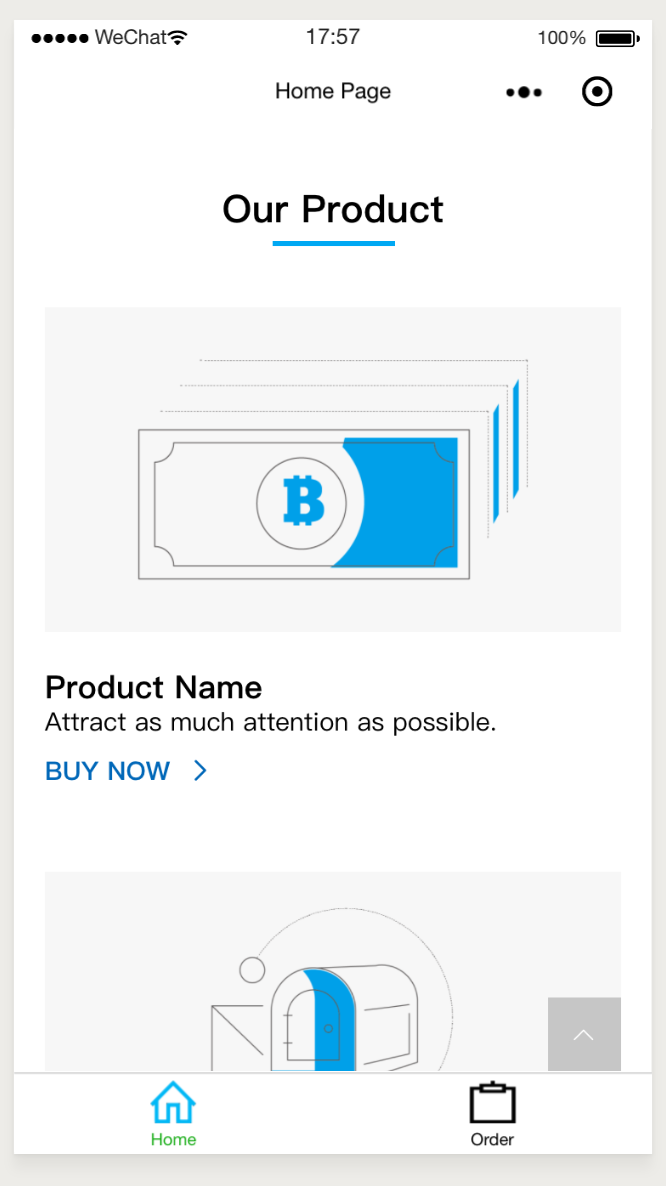 WeChat 17:57 100%
Home Page
Our Product
B
Product Name
Attract as much attention as possible.
BUY NOW
Home Order